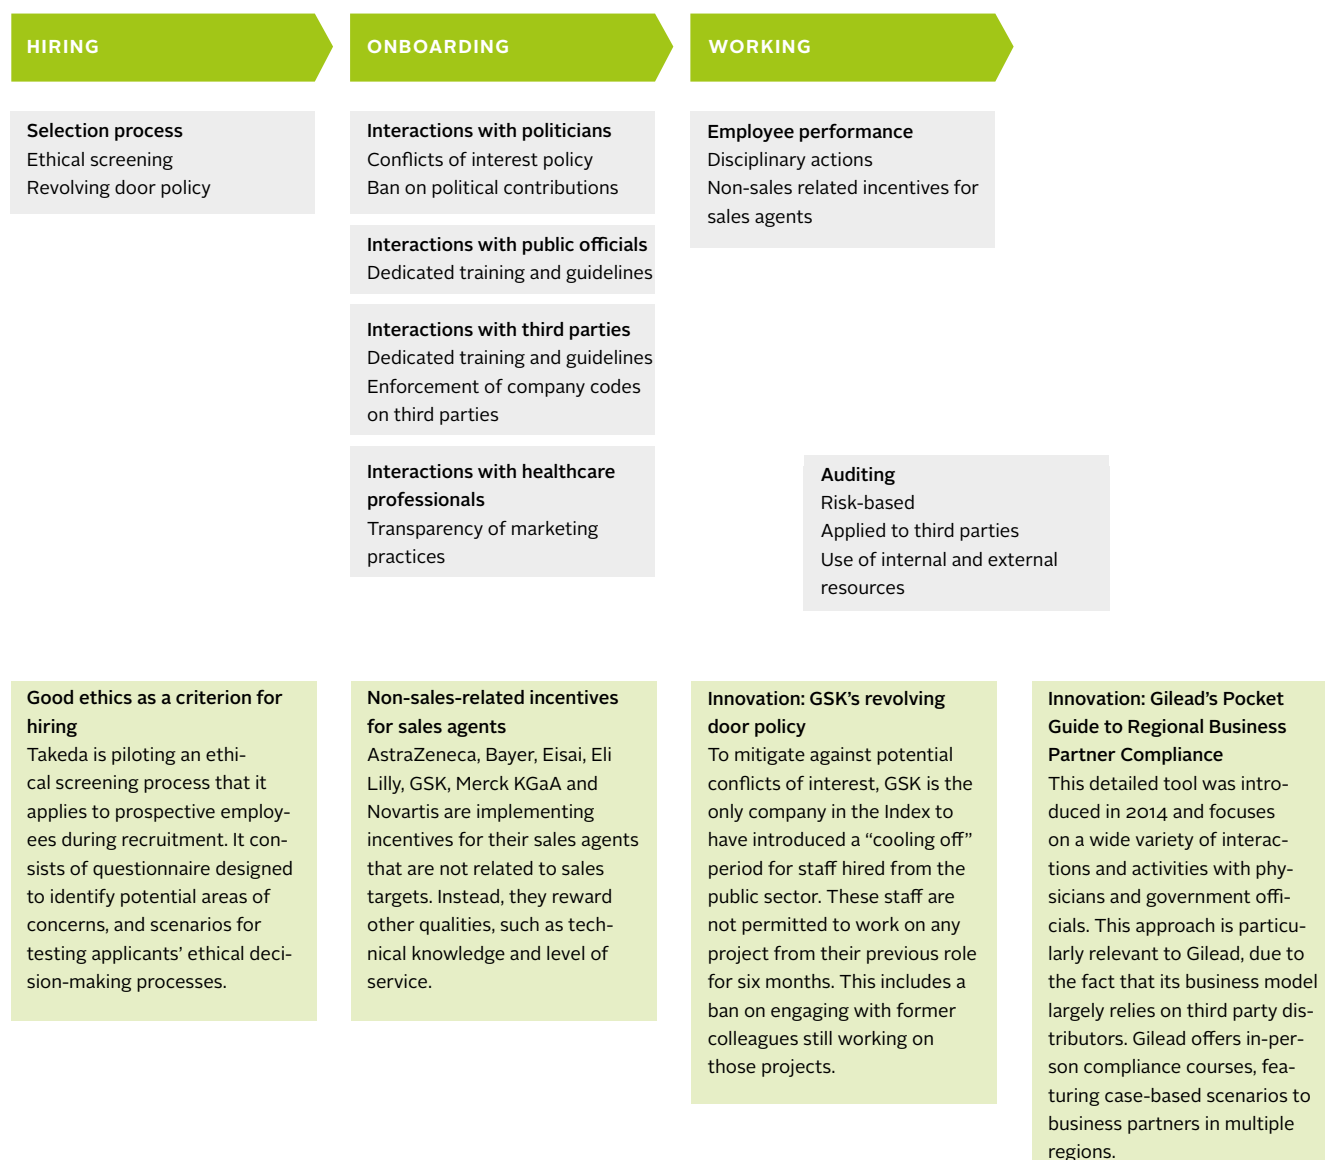 HIRING
ONBOARDING
WORKING
Selection process
Ethical screening
Revolving door policy
Interactions with politicians
Conflicts of interest policy
Ban on political contributions
Interactions with public officials
Dedicated training and guidelines
Interactions with third parties
Dedicated training and guidelines
Enforcement of company codes
on third parties
Interactions with healthcare
professionals
Transparency of marketing
practices
Employee performance
Disciplinary actions
Non-sales related incentives for
sales agents
Auditing
Risk-based
Applied to third parties
Use of internal and external
resources
Good ethics as a criterion for
hiring
Takeda is piloting an ethi-
cal screening process that it
applies to prospective employ-
ees during recruitment. It con-
sists of questionnaire designed
to identify potential areas of
concerns, and scenarios for
testing applicants’ ethical deci-
sion-making processes.
Non-sales-related incentives
for sales agents
AstraZeneca, Bayer, Eisai, Eli
Lilly, GSK, Merck KGaA and
Novartis are implementing
incentives for their sales agents
that are not related to sales
targets. Instead, they reward
other qualities, such as tech-
nical knowledge and level of
service.
Innovation: GSK’s revolving
door policy
To mitigate against potential
conflicts of interest, GSK is the
only company in the Index to
have introduced a “cooling off”
period for staff hired from the
public sector. These staff are
not permitted to work on any
project from their previous role
for six months. This includes a
ban on engaging with former
colleagues still working on
those projects.
Innovation: Gilead’s Pocket
Guide to Regional Business
Partner Compliance
This detailed tool was intro-
duced in 2014 and focuses
on a wide variety of interac-
tions and activities with phy-
sicians and government offi-
cials. This approach is particu-
larly relevant to Gilead, due to
the fact that its business model
largely relies on third party dis-
tributors. Gilead offers in-per-
son compliance courses, fea-
turing case-based scenarios to
business partners in multiple
regions.